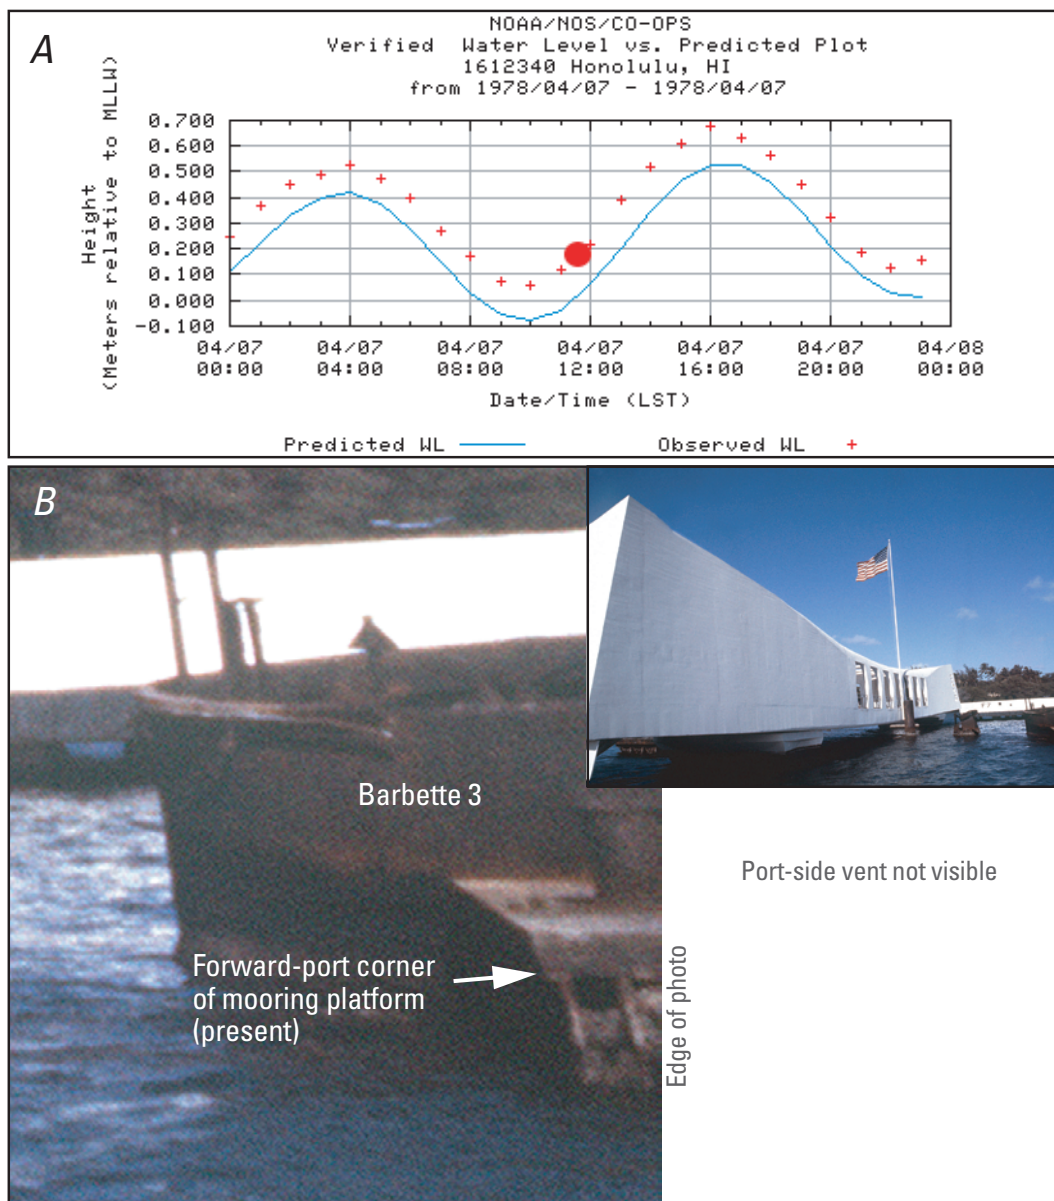 A
NOAA/NOS/CO-OPS
Verified Water Level vs. Predicted Plot
1612340 Honolulu, HI
from 1978/04/07 - 1978/04/07
Height
(Meters relative to MLLW)
0.700
0.600
0.500
0.400
0.300
0.200
0.100
0.000
-0.100
04/07 04/07 04/07 04/07 04/07 04/07 04/08
00:00 04:00 08:00 12:00 16:00 20:00 00:00
Date/Time (LST)
Predicted WL Observed WL
B
Barbette 3
Port-side vent not visible
Forward-port corner
of mooring platform
(present)
Edge of photo